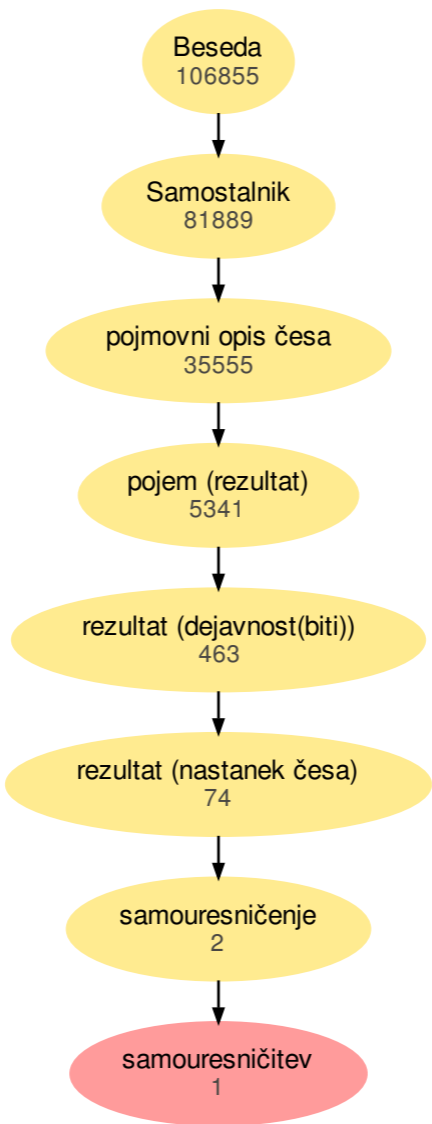 Beseda
106855
Samostalnik
81889
pojmovni opis česa
35555
pojem (rezultat)
5341
rezultat (dejavnost(biti))
463
rezultat (nastanek česa)
74
samouresničenje
2
samouresničitev
1